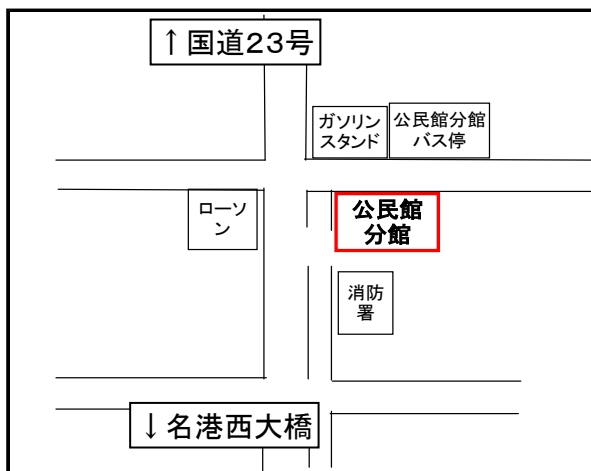 ↑国道23号
ガソリン
スタンド
公民館分館
バス停
ローソ
ン
公民館
分館
消防
署
↓名港西大橋